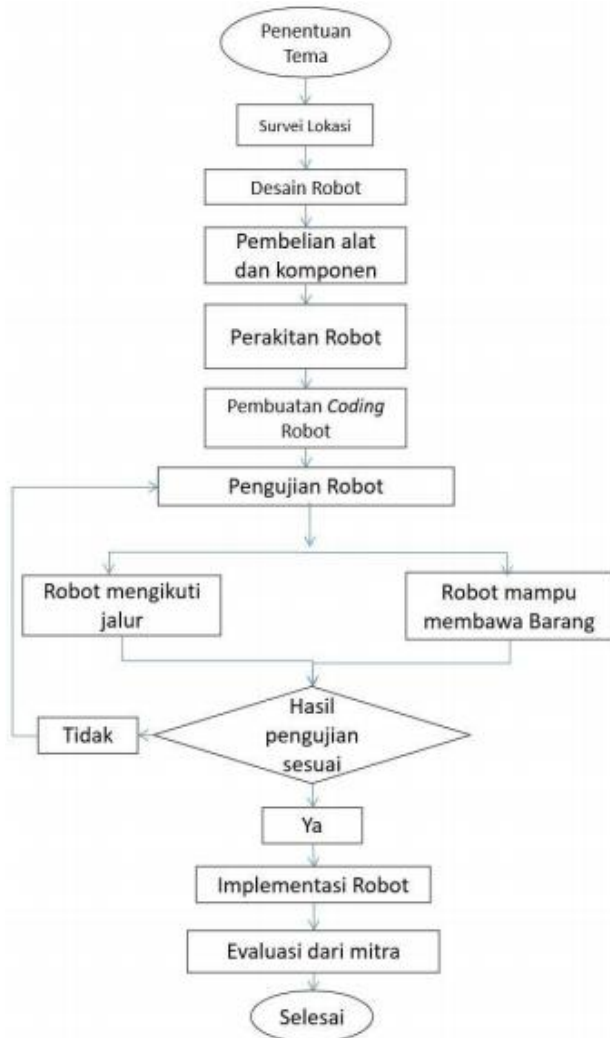 Penentuan
Tema
Survei Lokasi
Desain Robot
Pembelian alat
dan komponen
Perakitan Robot
Pembuatan Coding
Robot
Pengujian Robot
Robot mengikuti
jalur
Robot mampu
membawa Barang
Hasil
pengujian
sesuai
Tidak
Ya
Implementasi Robot
Evaluasi dari mitra
Selesai